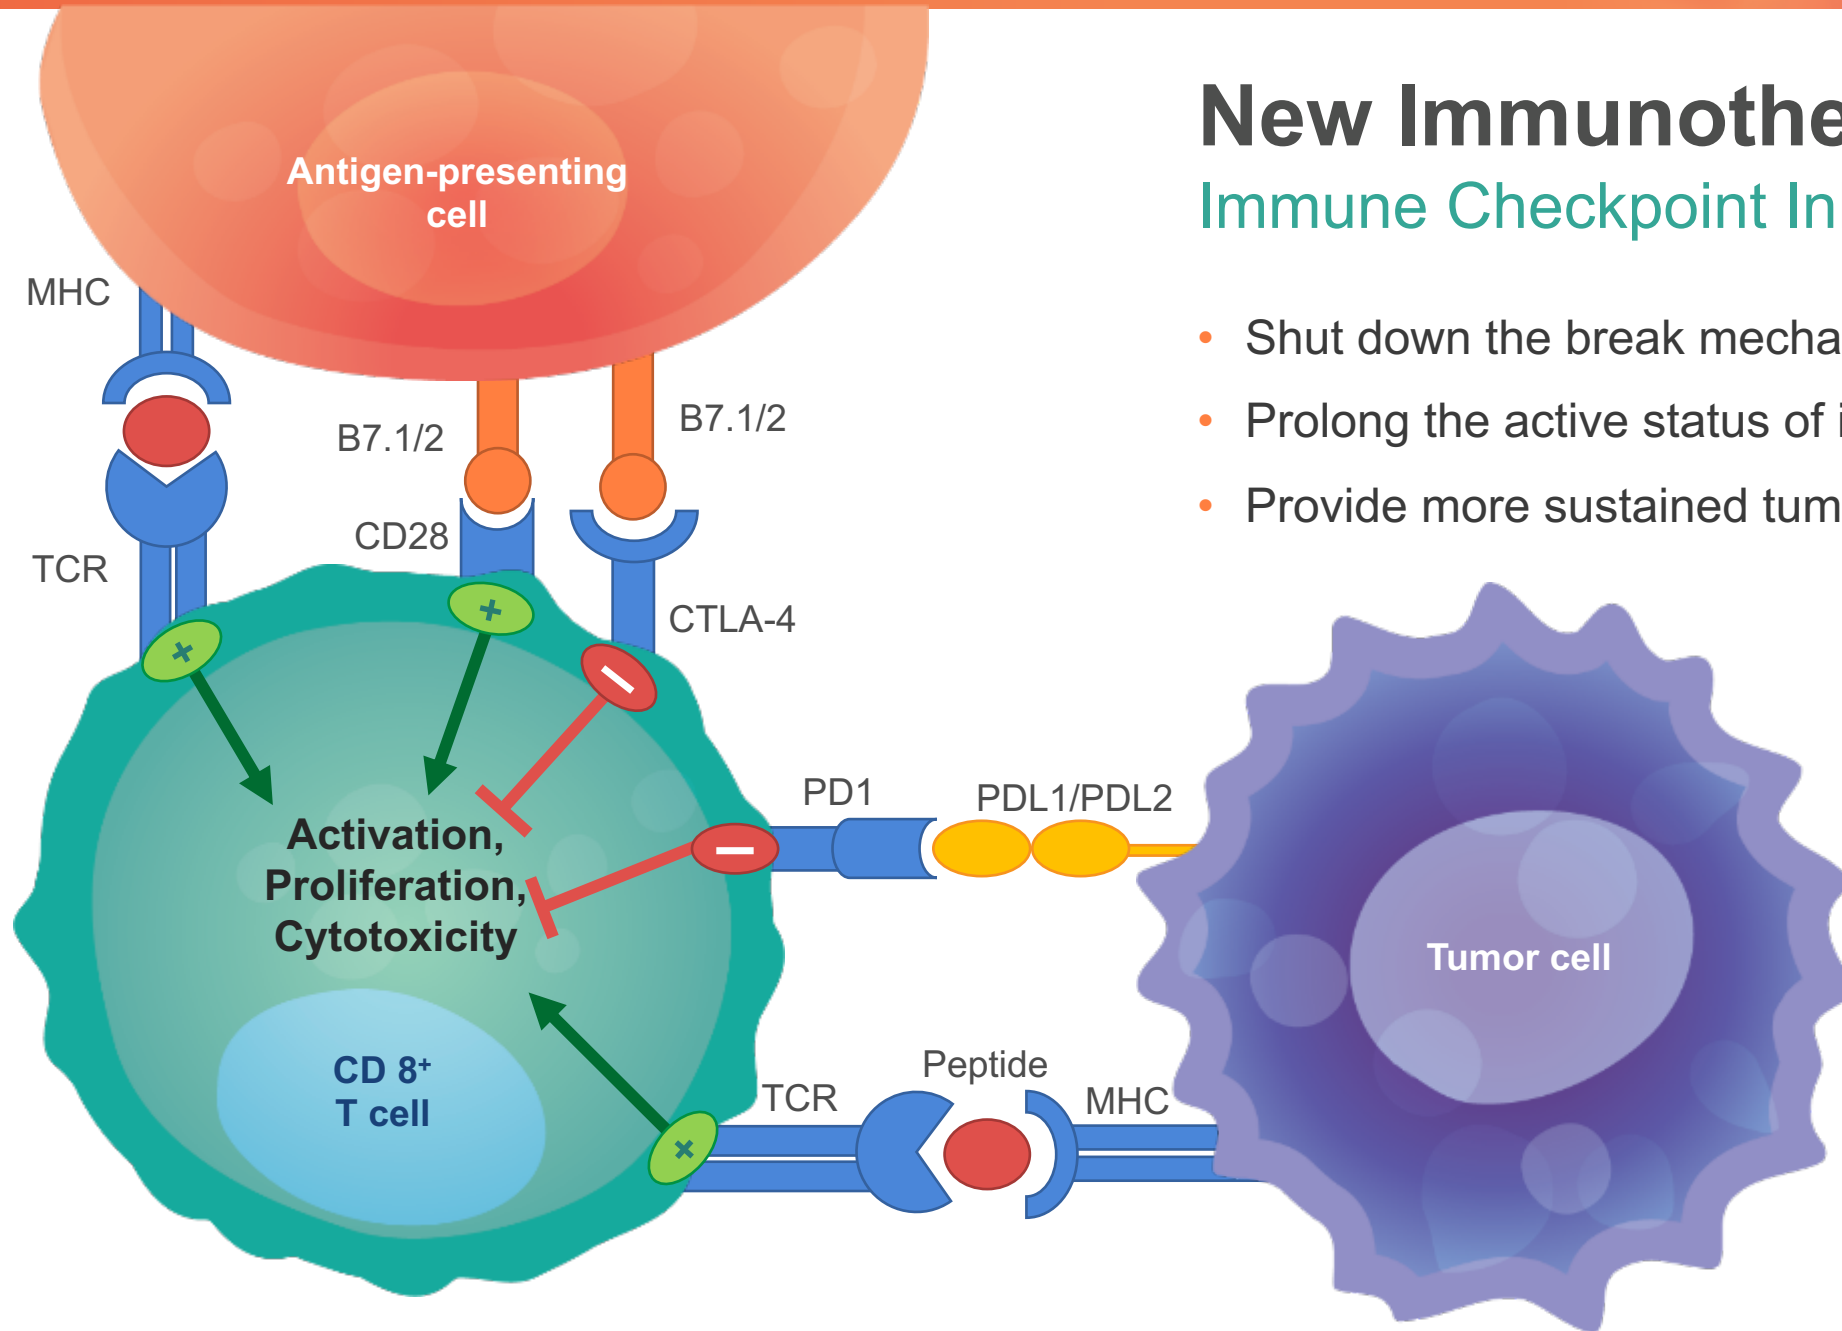 New Immunothe
Immune Checkpoint In
• Shut down the break mecha
• Prolong the active status of i
• Provide more sustained tum
Antigen-presenting
cell
MHC
B7.1/2
B7.1/2
CD28
TCR
CTLA-4
PD1
PDL1/PDL2
Activation,
Proliferation,
Cytotoxicity
Tumor cell
CD 8⁺
T cell
TCR
Peptide
MHC
+
+
−
−
+